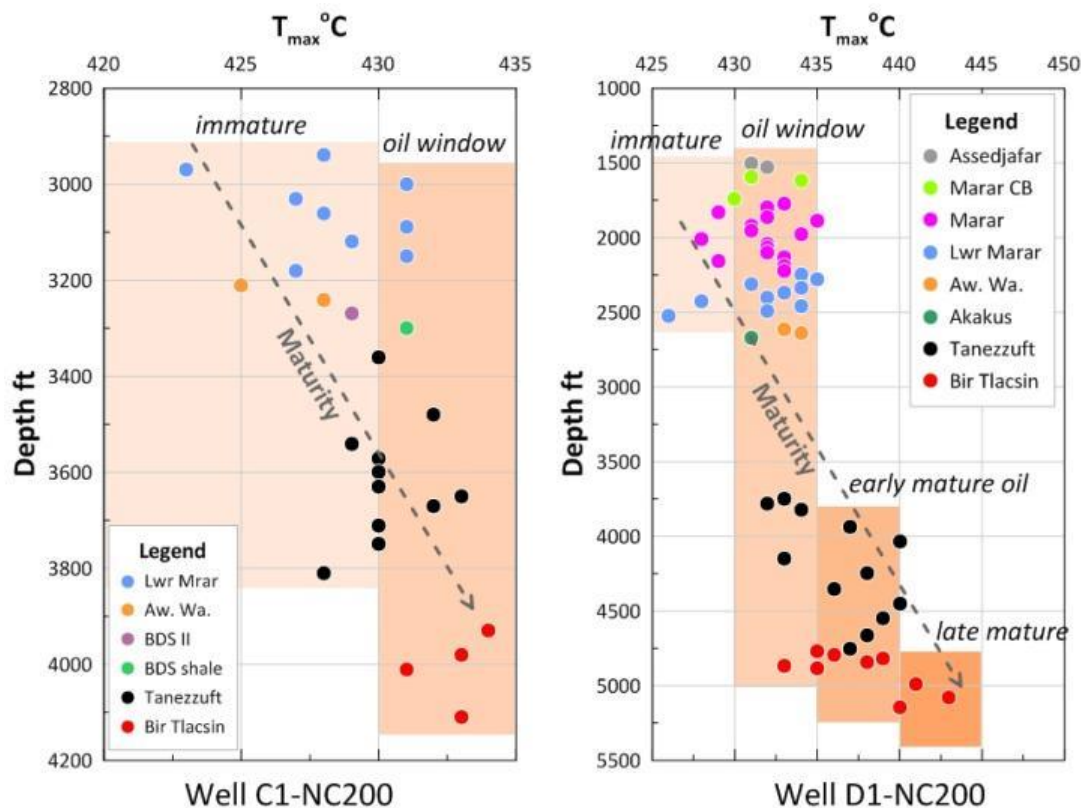 Tmax°C
420 425 430 435
2800
3000
3200
3400
3600
3800
4000
4200
Depth ft
immature
oil window
Maturity
Legend
Lwr Mrar
Aw. Wa.
BDS II
BDS shale
Tanezzuft
Bir Tlacsin
Well C1-NC200
Tmax°C
425 430 435 440 445 450
1000
1500
2000
2500
3000
3500
4000
4500
5000
5500
Depth ft
immature
oil window
Maturity
early mature oil
late mature
Legend
Assedjafar
Marar CB
Marar
Lwr Marar
Aw. Wa.
Akakus
Tanezzuft
Bir Tlacsin
Well D1-NC200